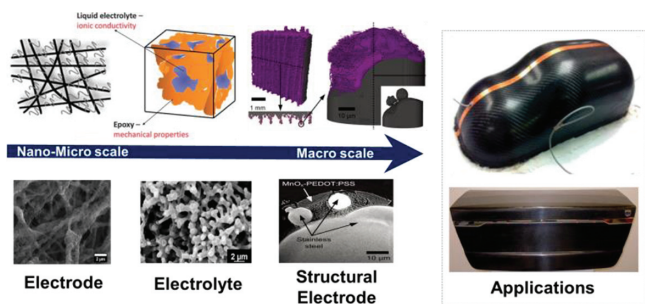 Liquid electrolyte –
ionic conductivity
Epoxy –
mechanical properties
1 mm
10 µm
Nano-Micro scale
Macro scale
MnOₓ-PEDOT:PSS
Stainless
steel
10 µm
2 µm
Electrode
Electrolyte
Structural
Electrode
Applications